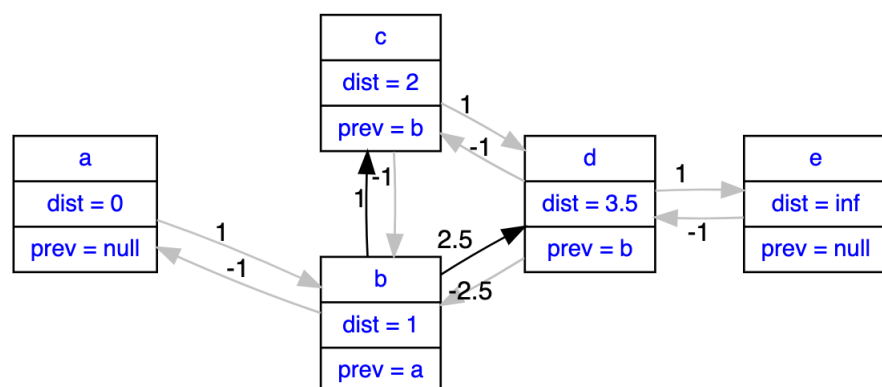 c
dist = 2
prev = b
a
dist = 0
prev = null
1
-1
1
-1
1
-1
d
dist = 3.5
prev = b
1
-1
e
dist = inf
prev = null
2.5
-2.5
b
dist = 1
prev = a